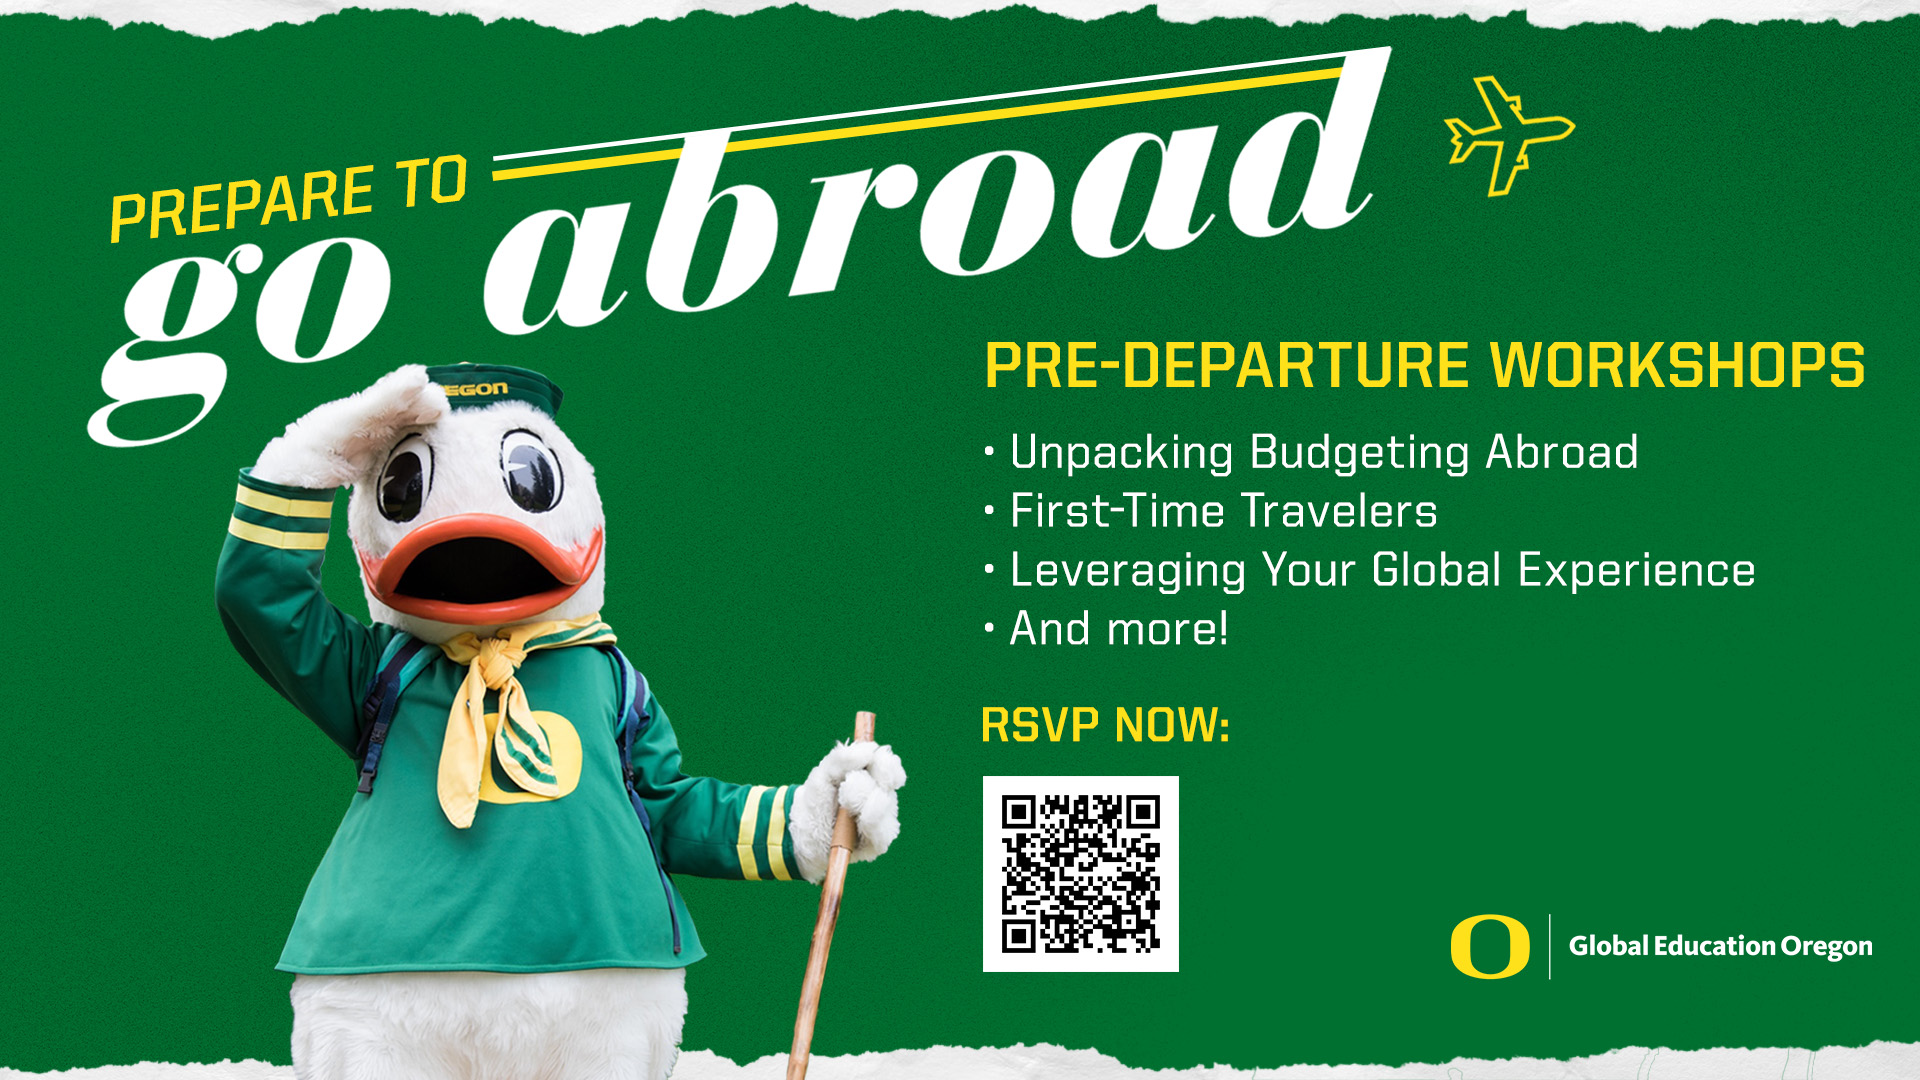 PREPARE TO
go abroad
PRE-DEPARTURE WORKSHOPS
• Unpacking Budgeting Abroad
• First-Time Travelers
• Leveraging Your Global Experience
• And more!
RSVP NOW:
EGON
O
O
Global Education Oregon